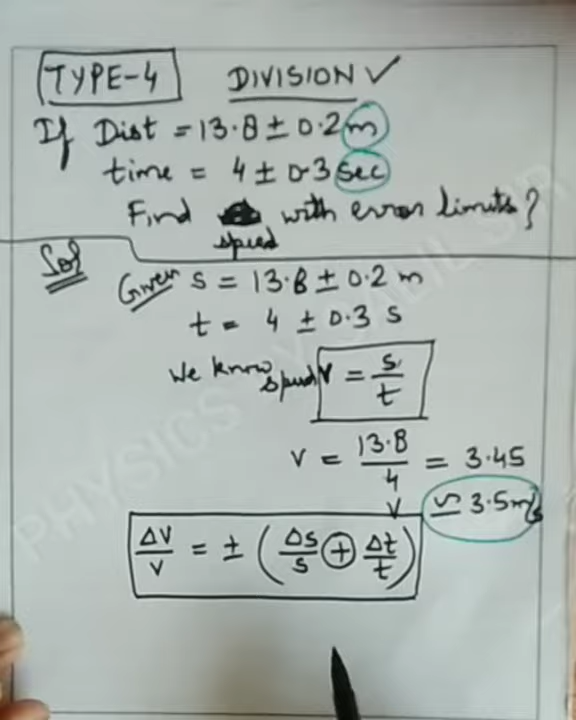 TYPE-4 DIVISION ✓
If Dist = 13.8 ± 0.2 m
time = 4 ± 0.3 sec
Find speed with error limits?
Sol
Given s = 13.8 ± 0.2 m
t = 4 ± 0.3 s
We know speed v = s/t
v = 13.8/4 = 3.45
v ≃ 3.5 m/s
Δv/v = ± (Δs/s + Δt/t)